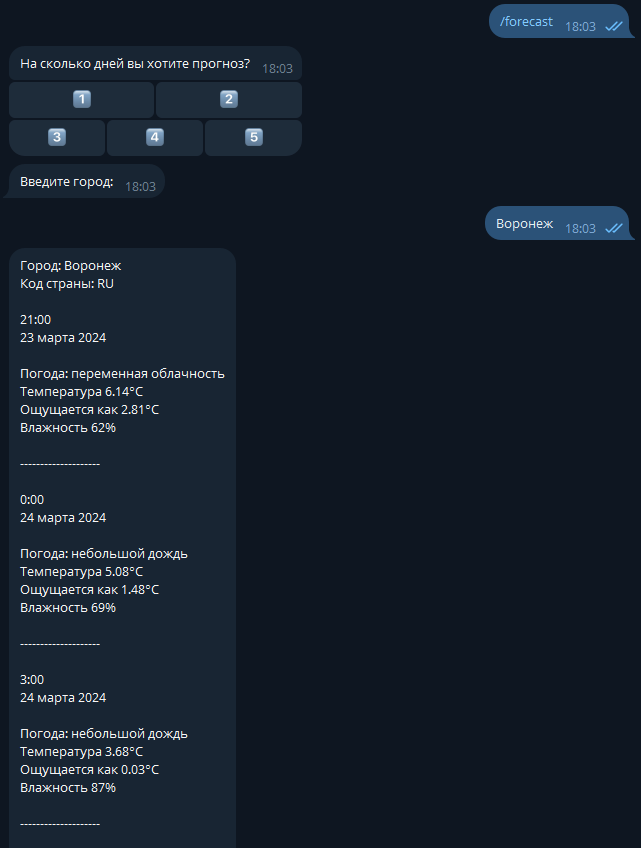 /forecast 18:03
На сколько дней вы хотите прогноз? 18:03
1 2
3 4 5
Введите город: 18:03
Воронеж 18:03
Город: Воронеж
Код страны: RU
21:00
23 марта 2024
Погода: переменная облачность
Температура 6.14°C
Ощущается как 2.81°C
Влажность 62%
--------------------
0:00
24 марта 2024
Погода: небольшой дождь
Температура 5.08°C
Ощущается как 1.48°C
Влажность 69%
--------------------
3:00
24 марта 2024
Погода: небольшой дождь
Температура 3.68°C
Ощущается как 0.03°C
Влажность 87%
--------------------